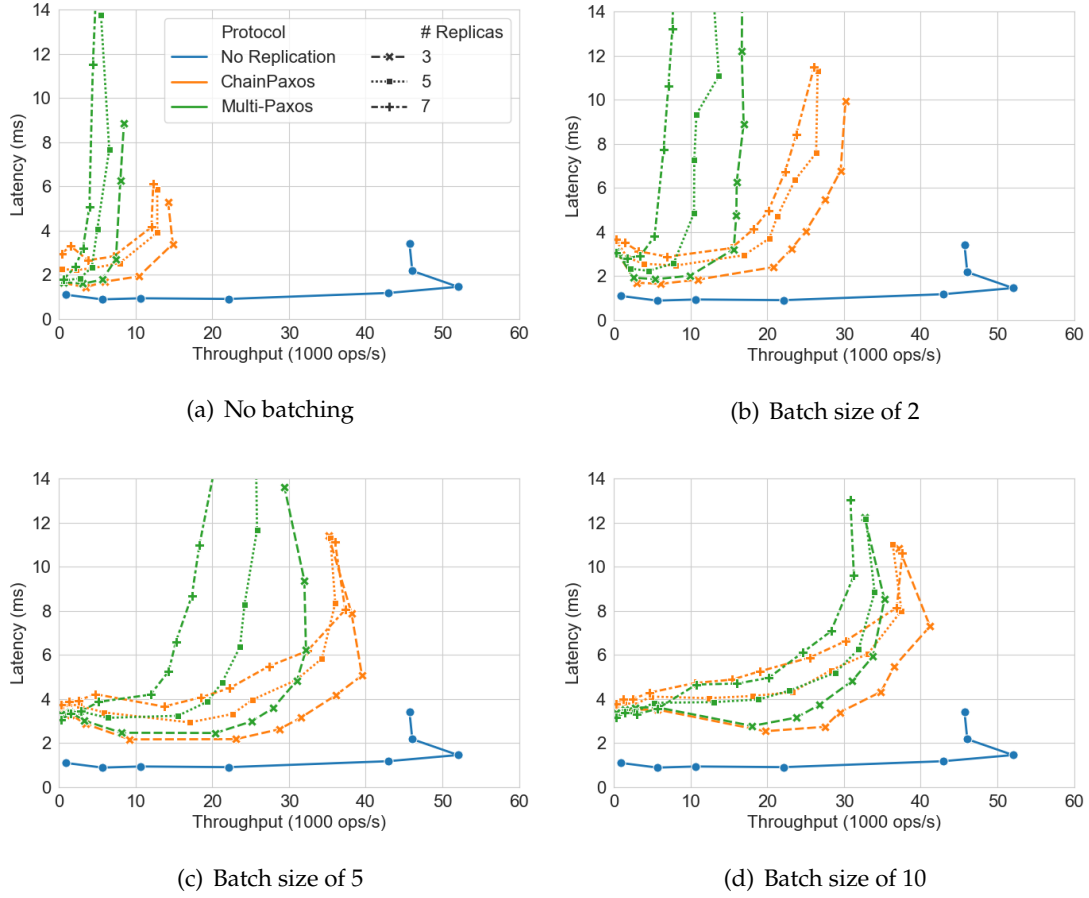 14
12
10
8
6
4
2
0
Latency (ms)
Protocol # Replicas
No Replication 3
ChainPaxos 5
Multi-Paxos 7
0 10 20 30 40 50 60
Throughput (1000 ops/s)
(a) No batching
14
12
10
8
6
4
2
0
Latency (ms)
0 10 20 30 40 50 60
Throughput (1000 ops/s)
(b) Batch size of 2
14
12
10
8
6
4
2
0
Latency (ms)
0 10 20 30 40 50 60
Throughput (1000 ops/s)
(c) Batch size of 5
14
12
10
8
6
4
2
0
Latency (ms)
0 10 20 30 40 50 60
Throughput (1000 ops/s)
(d) Batch size of 10